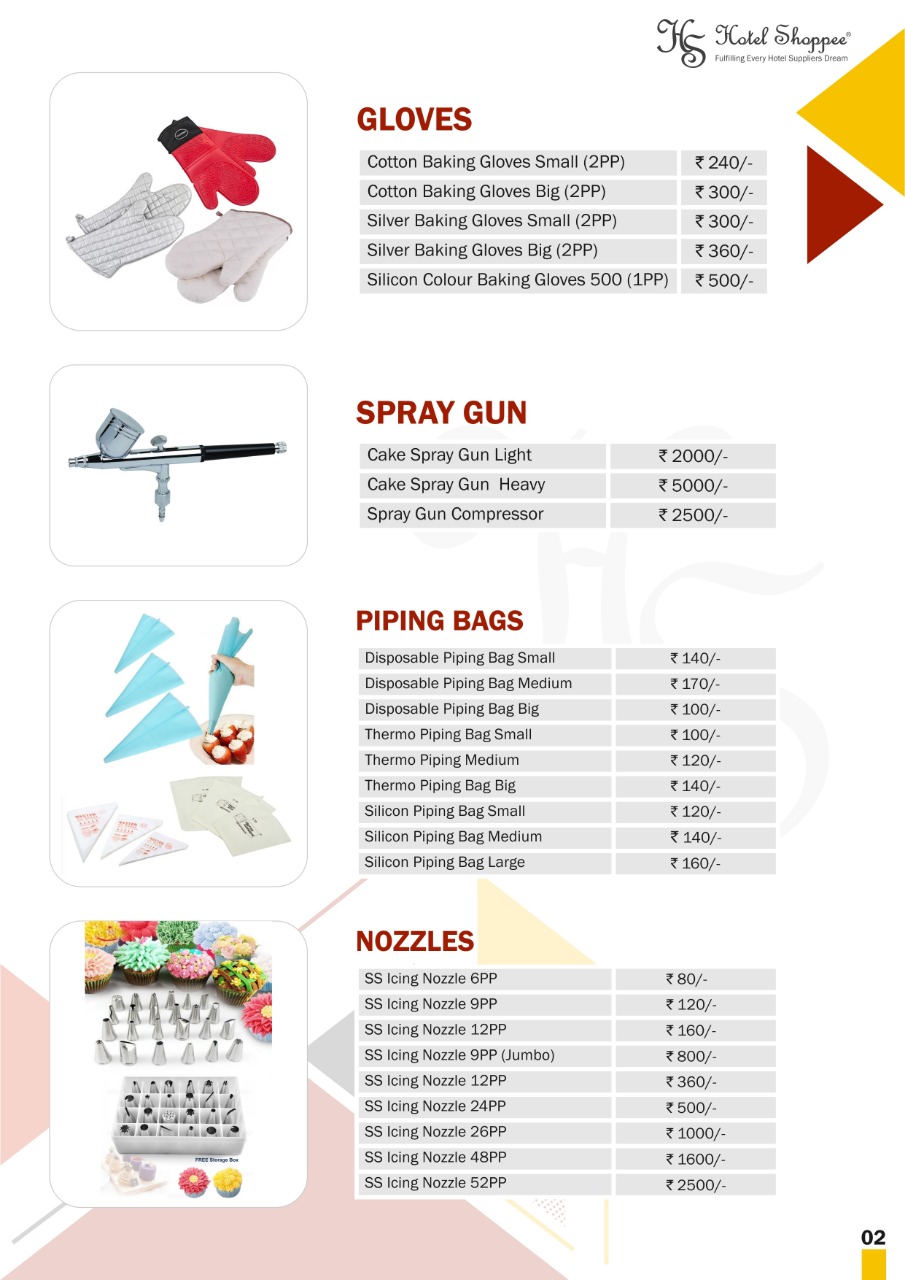 HS Hotel Shoppee®
Fulfilling Every Hotel Suppliers Dream
GLOVES
Cotton Baking Gloves Small (2PP) ₹ 240/-
Cotton Baking Gloves Big (2PP) ₹ 300/-
Silver Baking Gloves Small (2PP) ₹ 300/-
Silver Baking Gloves Big (2PP) ₹ 360/-
Silicon Colour Baking Gloves 500 (1PP) ₹ 500/-
SPRAY GUN
Cake Spray Gun Light ₹ 2000/-
Cake Spray Gun Heavy ₹ 5000/-
Spray Gun Compressor ₹ 2500/-
PIPING BAGS
Disposable Piping Bag Small ₹ 140/-
Disposable Piping Bag Medium ₹ 170/-
Disposable Piping Bag Big ₹ 100/-
Thermo Piping Bag Small ₹ 100/-
Thermo Piping Medium ₹ 120/-
Thermo Piping Bag Big ₹ 140/-
Silicon Piping Bag Small ₹ 120/-
Silicon Piping Bag Medium ₹ 140/-
Silicon Piping Bag Large ₹ 160/-
NOZZLES
SS Icing Nozzle 6PP ₹ 80/-
SS Icing Nozzle 9PP ₹ 120/-
SS Icing Nozzle 12PP ₹ 160/-
SS Icing Nozzle 9PP (Jumbo) ₹ 800/-
SS Icing Nozzle 12PP ₹ 360/-
SS Icing Nozzle 24PP ₹ 500/-
SS Icing Nozzle 26PP ₹ 1000/-
SS Icing Nozzle 48PP ₹ 1600/-
SS Icing Nozzle 52PP ₹ 2500/-
FREE Storage Box
02